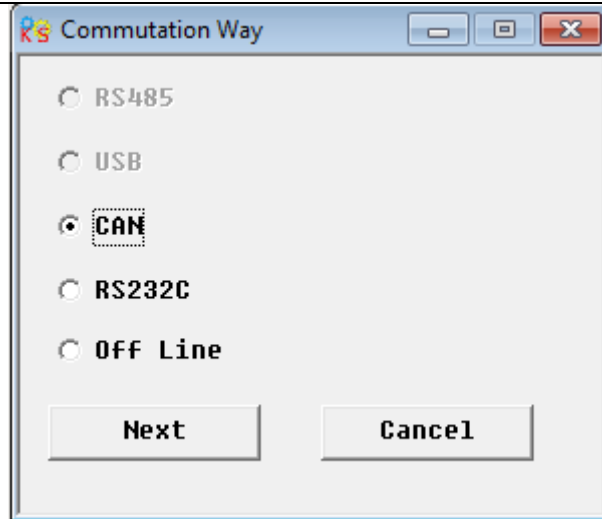 Commutation Way
RS485
USB
CAN
RS232C
Off Line
Next Cancel